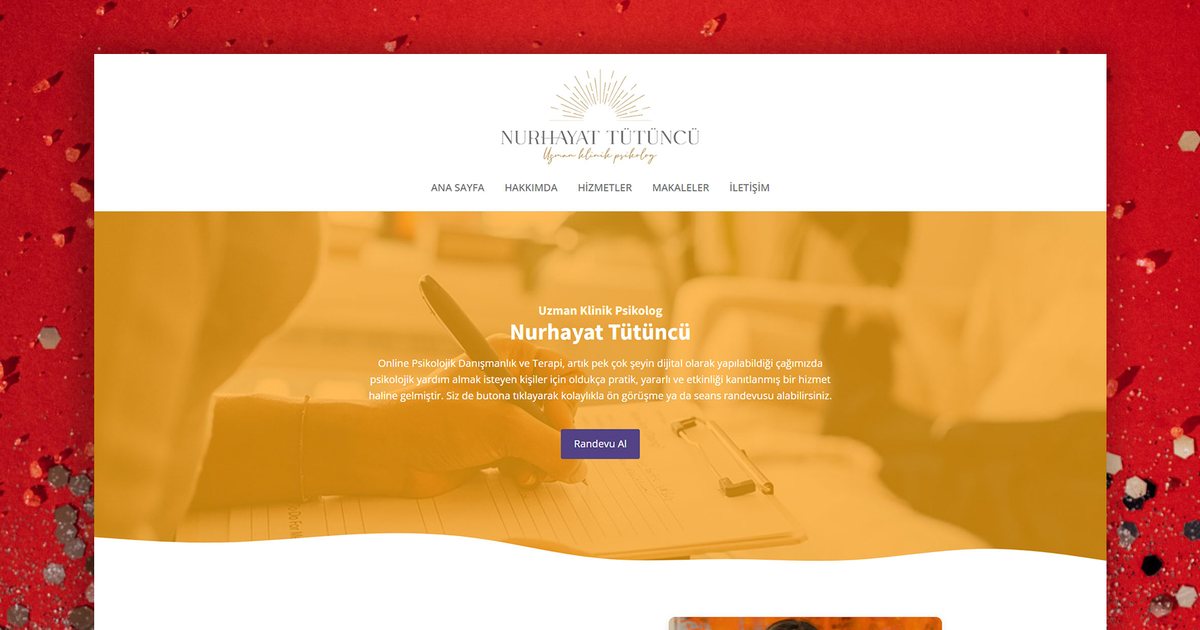 NURHAYAT TÜTÜNCÜ
Uzman klinik psikolog
ANA SAYFA HAKKIMDA HİZMETLER MAKALELER İLETİŞİM
Uzman Klinik Psikolog
Nurhayat Tütüncü
Online Psikolojik Danışmanlık ve Terapi, artık pek çok şeyin dijital olarak yapılabildiği çağımızda
psikolojik yardım almak isteyen kişiler için oldukça pratik, yararlı ve etkinliği kanıtlanmış bir hizmet
haline gelmiştir. Siz de butona tıklayarak kolaylıkla ön görüşme ya da seans randevusu alabilirsiniz.
Randevu Al